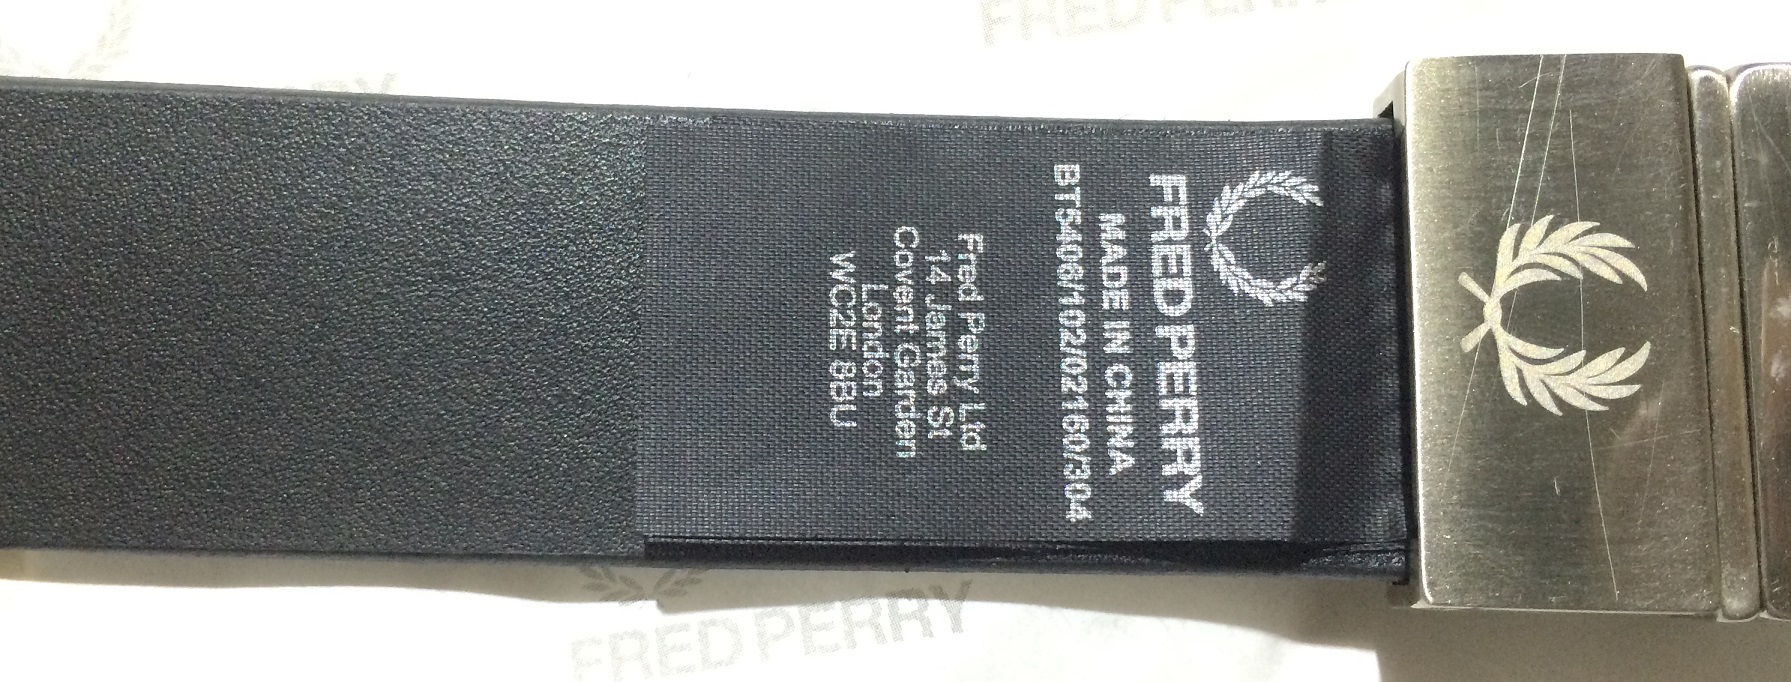 FRED PERRY
MADE IN CHINA
BT5406/102/02160/304
Fred Perry Ltd
14 James St
Covent Garden
London
WC2E 8BU
FRED PERRY
FRED PERRY
PERRY